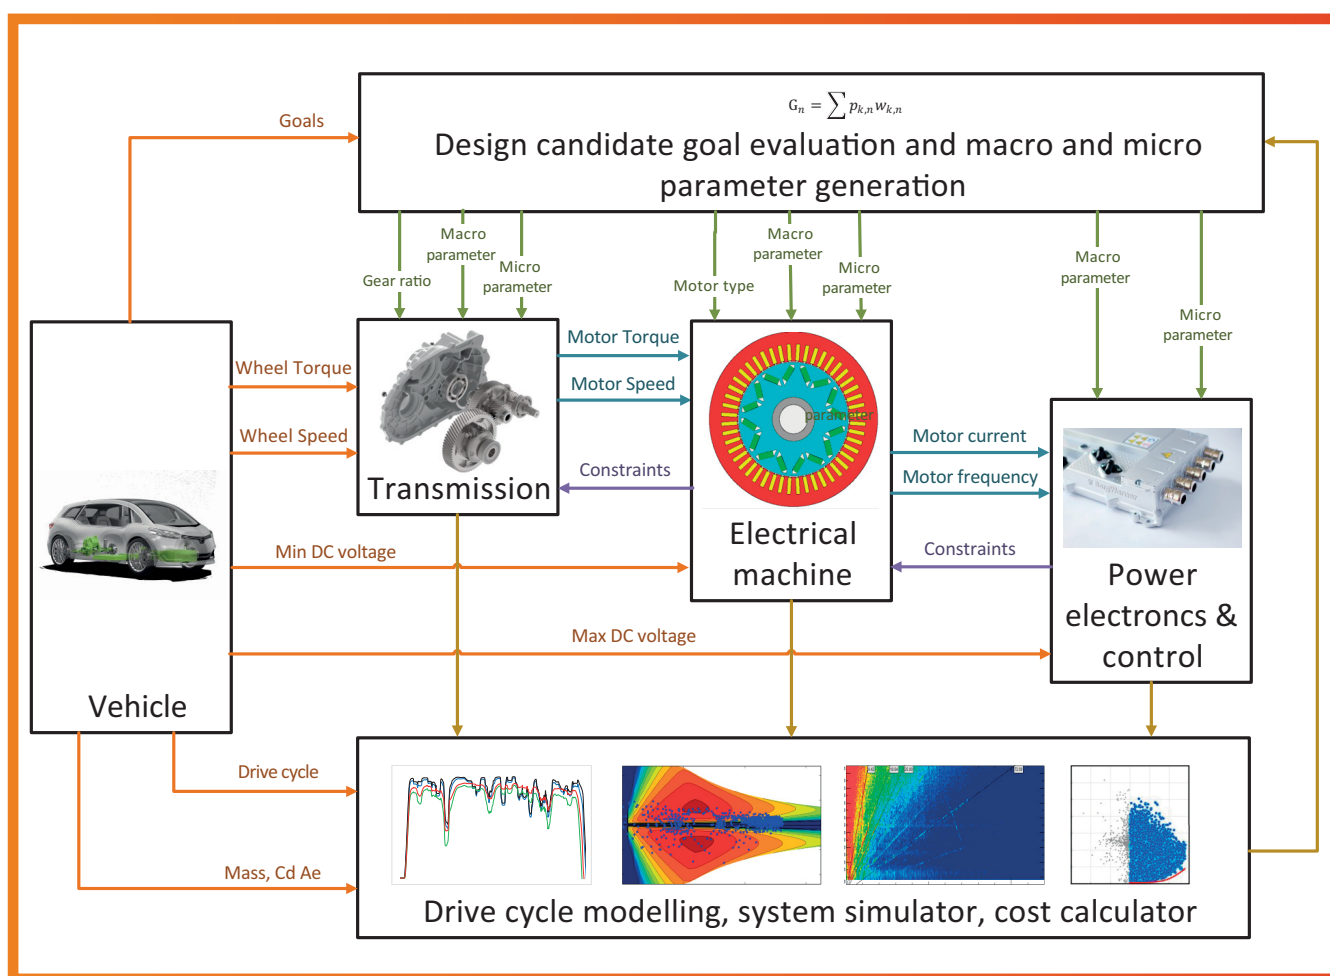 G_n = ∑ p_{k,n} w_{k,n}
Design candidate goal evaluation and macro and micro
parameter generation
Goals
Gear ratio
Macro
parameter
Micro
parameter
Motor type
Macro
parameter
Micro
parameter
Macro
parameter
Micro
parameter
Wheel Torque
Wheel Speed
Motor Torque
Motor Speed
parameter
Transmission
Constraints
Motor current
Motor frequency
Electrical
machine
Constraints
Min DC voltage
Power
electroncs &
control
Max DC voltage
Vehicle
Drive cycle
Mass, Cd Ae
Drive cycle modelling, system simulator, cost calculator